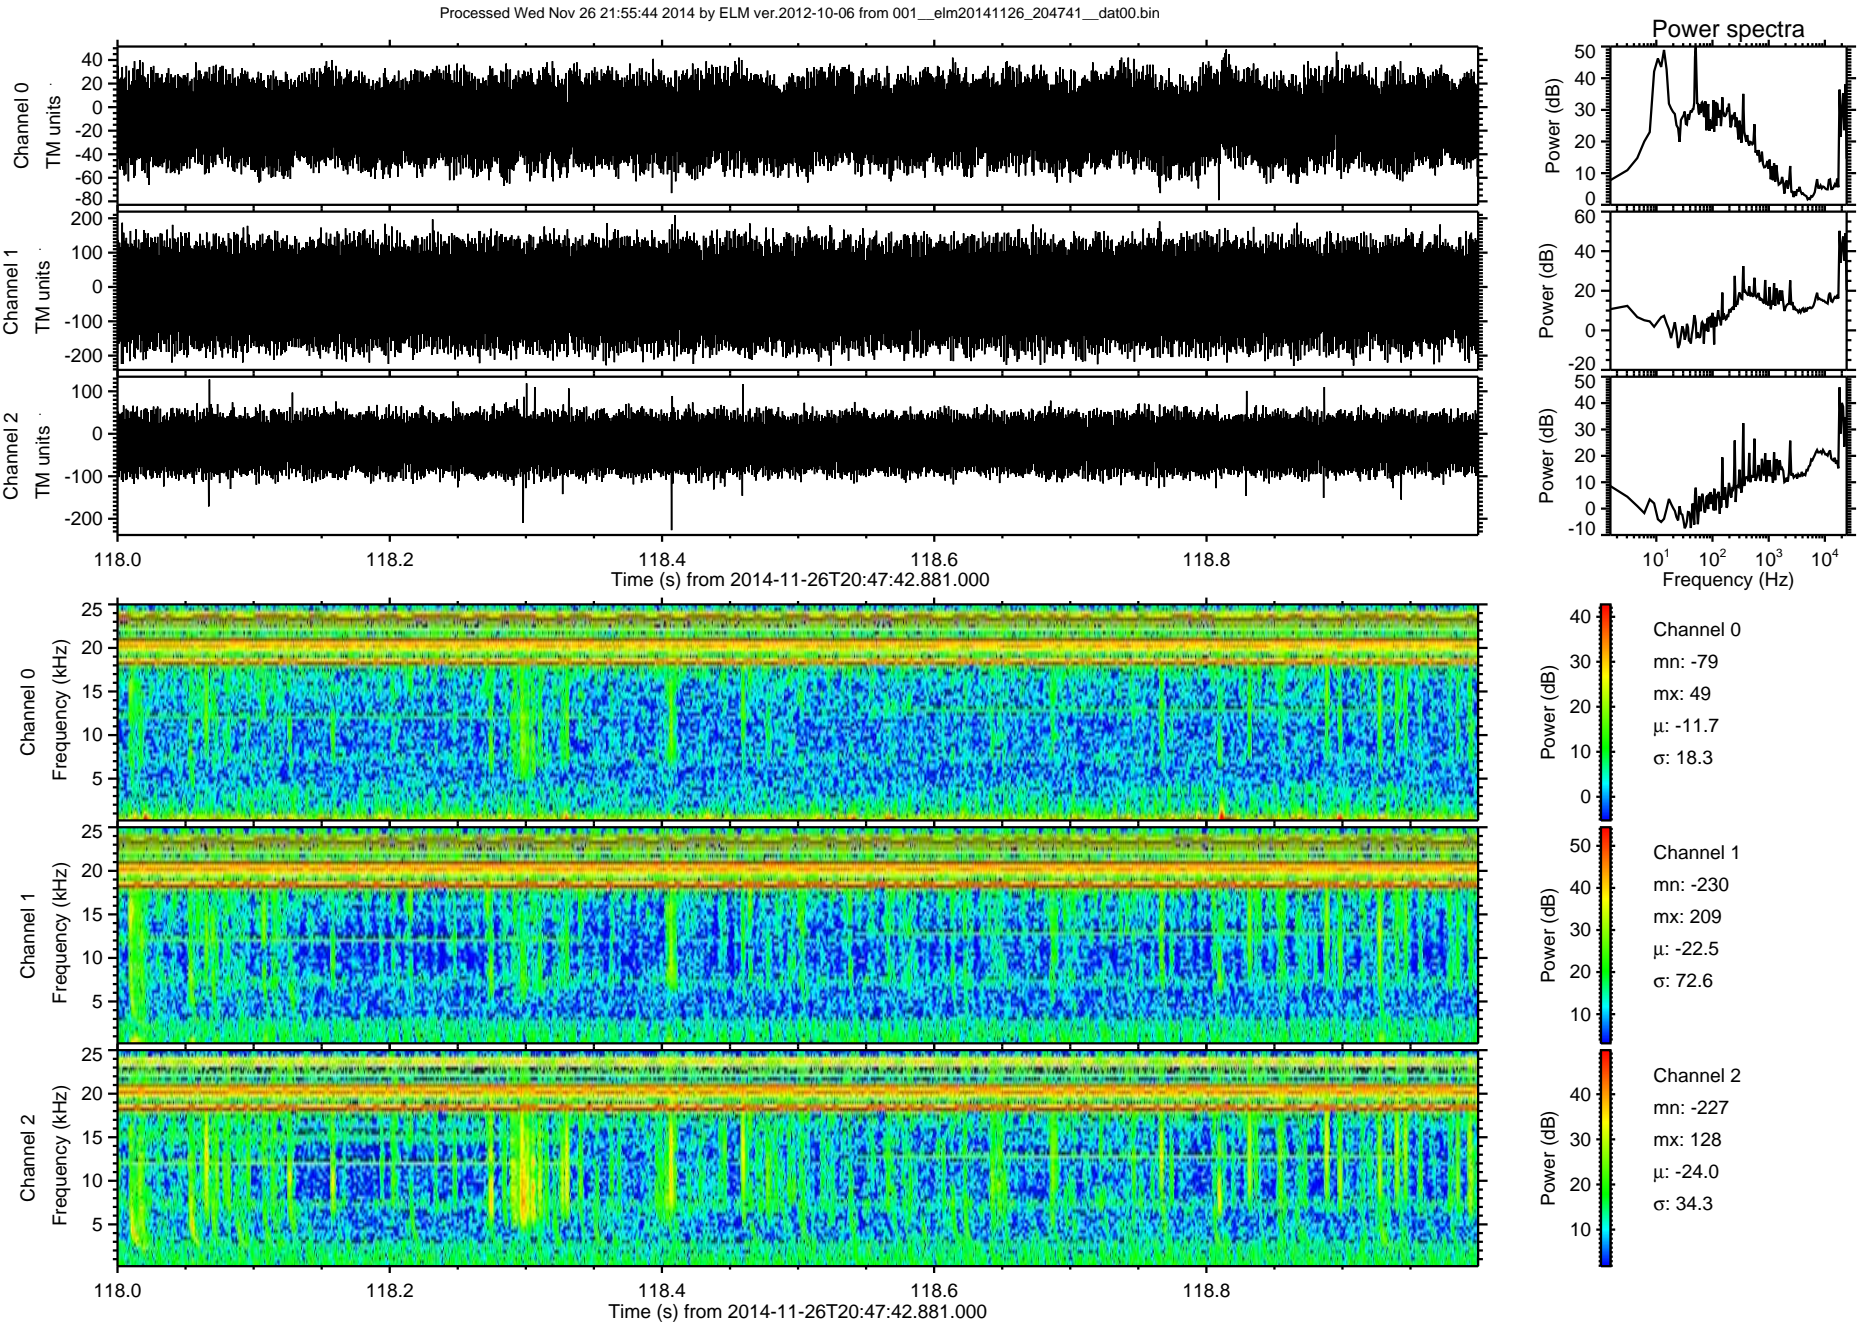 Processed Wed Nov 26 21:55:44 2014 by ELM ver.2012-10-06 from 001__elm20141126_204741__dat00.bin
Power spectra
Channel 0
TM units
40
20
0
-20
-40
-60
-80
Power (dB)
50
40
30
20
10
0
Channel 1
TM units
200
100
0
-100
-200
Power (dB)
60
40
20
0
-20
Channel 2
TM units
100
0
-100
-200
Power (dB)
50
40
30
20
10
0
-10
118.0 118.2 118.4 118.6 118.8
Time (s) from 2014-11-26T20:47:42.881.000
10^1 10^2 10^3 10^4
Frequency (Hz)
Channel 0
Frequency (kHz)
25
20
15
10
5
Power (dB)
40
30
20
10
0
Channel 0
mn: -79
mx: 49
μ: -11.7
σ: 18.3
Channel 1
Frequency (kHz)
25
20
15
10
5
Power (dB)
50
40
30
20
10
Channel 1
mn: -230
mx: 209
μ: -22.5
σ: 72.6
Channel 2
Frequency (kHz)
25
20
15
10
5
Power (dB)
40
30
20
10
Channel 2
mn: -227
mx: 128
μ: -24.0
σ: 34.3
118.0 118.2 118.4 118.6 118.8
Time (s) from 2014-11-26T20:47:42.881.000